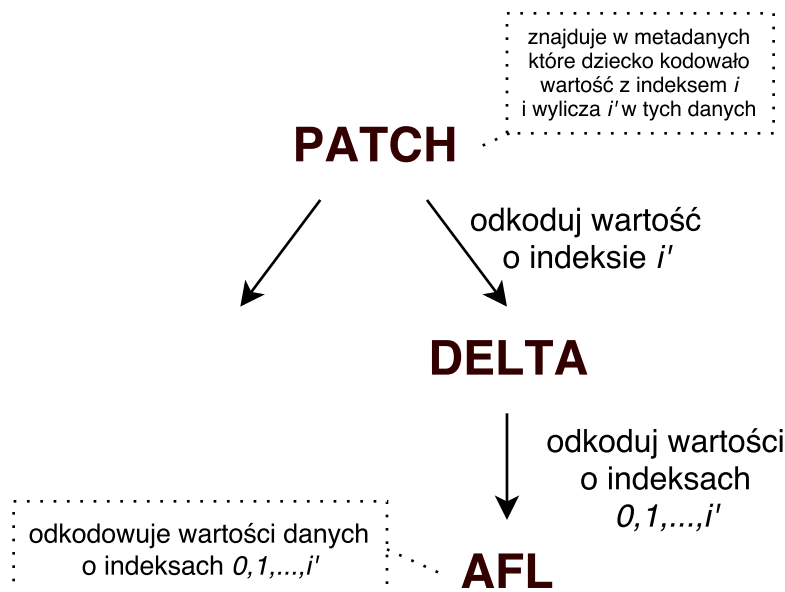 znajduje w metadanych
które dziecko kodowało
wartość z indeksem i
i wylicza i' w tych danych
PATCH
odkoduj wartość
o indeksie i'
DELTA
odkoduj wartości
o indeksach
0,1,...,i'
odkodowuje wartości danych
o indeksach 0,1,...,i'
AFL